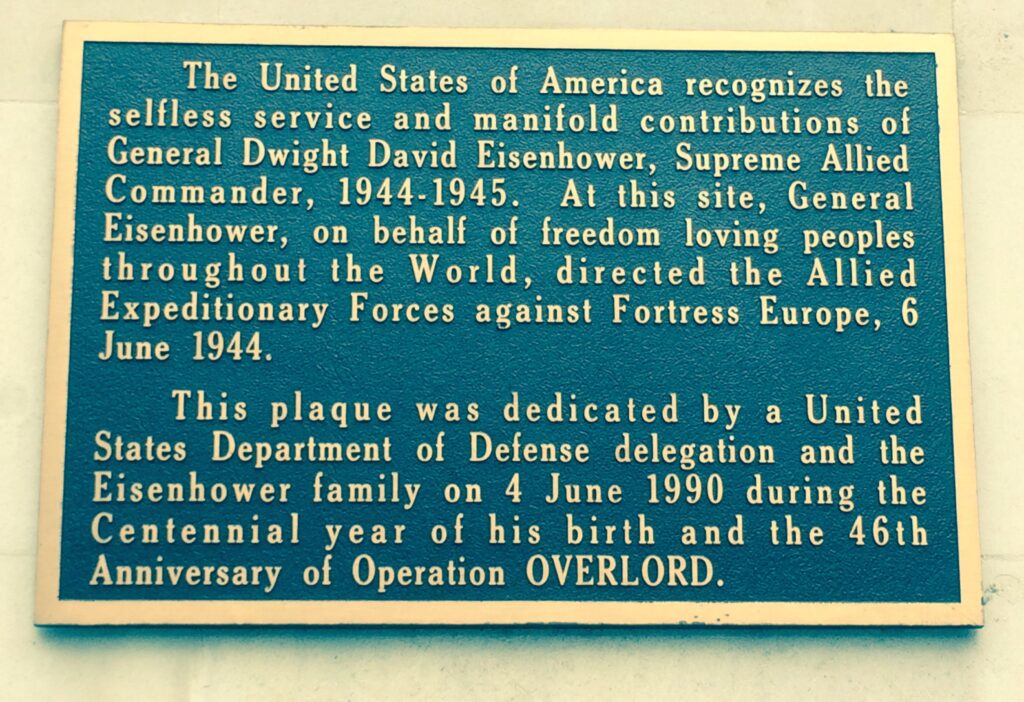 The United States of America recognizes the
selfless service and manifold contributions of
General Dwight David Eisenhower, Supreme Allied
Commander, 1944-1945. At this site, General
Eisenhower, on behalf of freedom loving peoples
throughout the World, directed the Allied
Expeditionary Forces against Fortress Europe, 6
June 1944.
This plaque was dedicated by a United
States Department of Defense delegation and the
Eisenhower family on 4 June 1990 during the
Centennial year of his birth and the 46th
Anniversary of Operation OVERLORD.